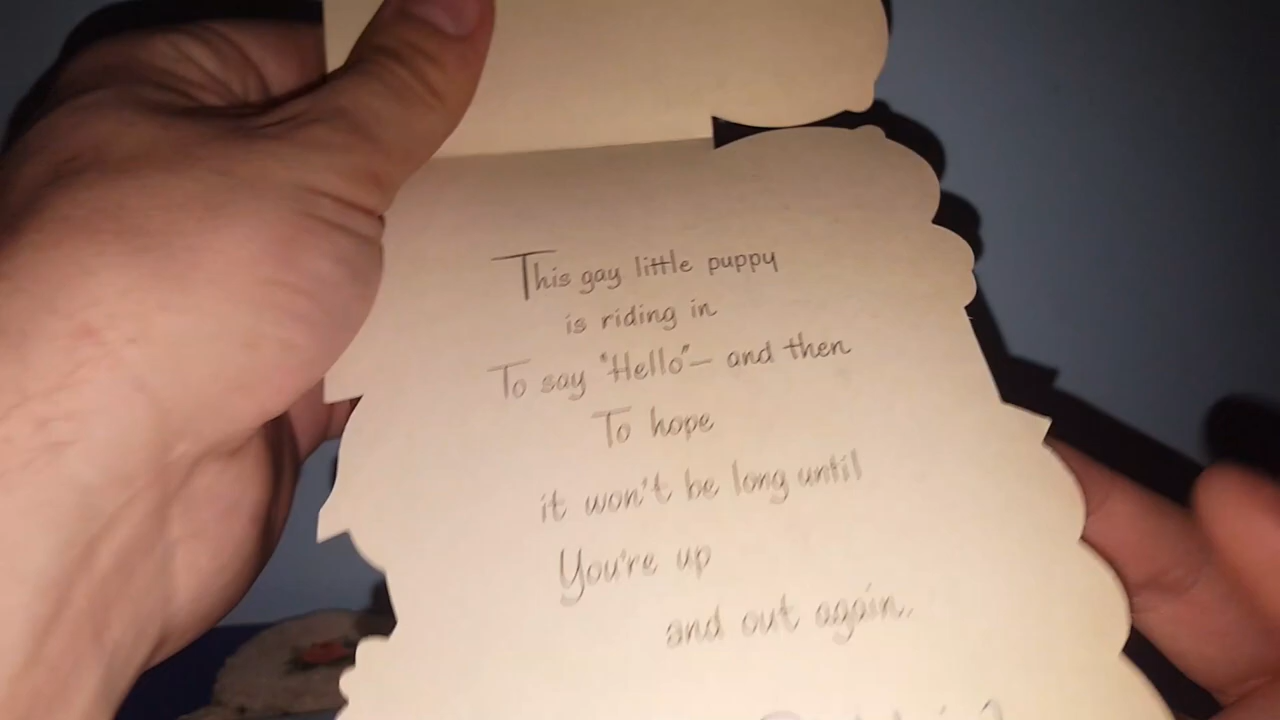 This gay little puppy
is riding in
To say "Hello"— and then
To hope
it won't be long until
You're up
and out again.